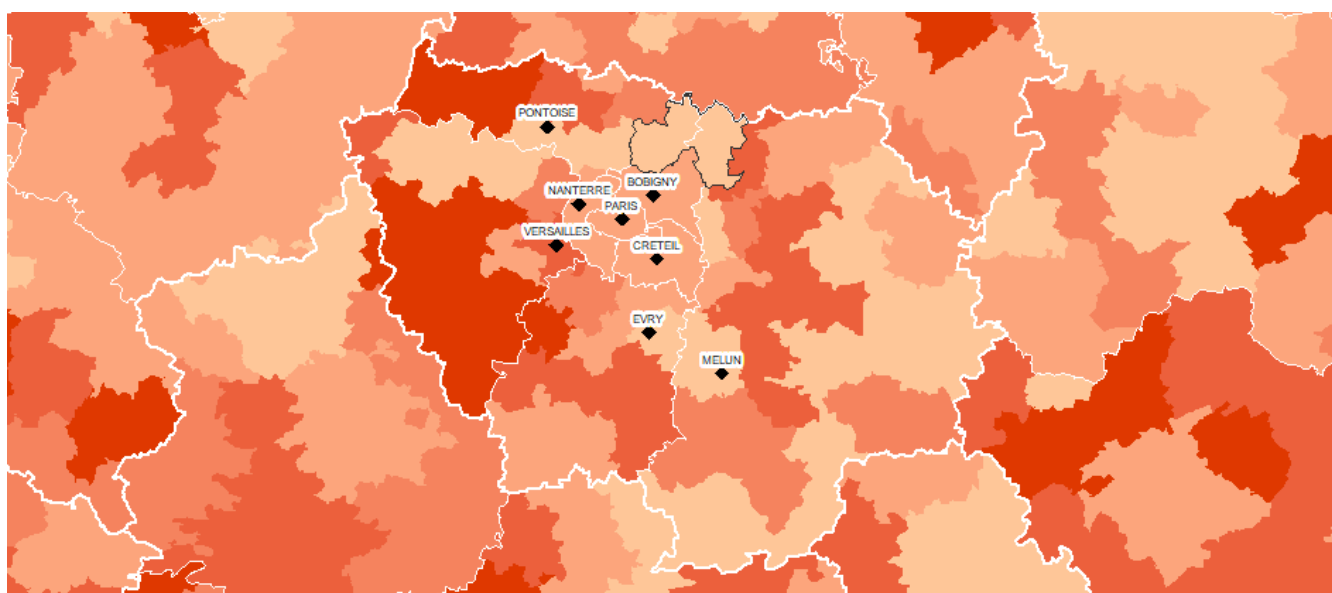 PONTOISE
BOBIGNY
NANTERRE
PARIS
VERSAILLES
CRETEIL
EVRY
MELUN